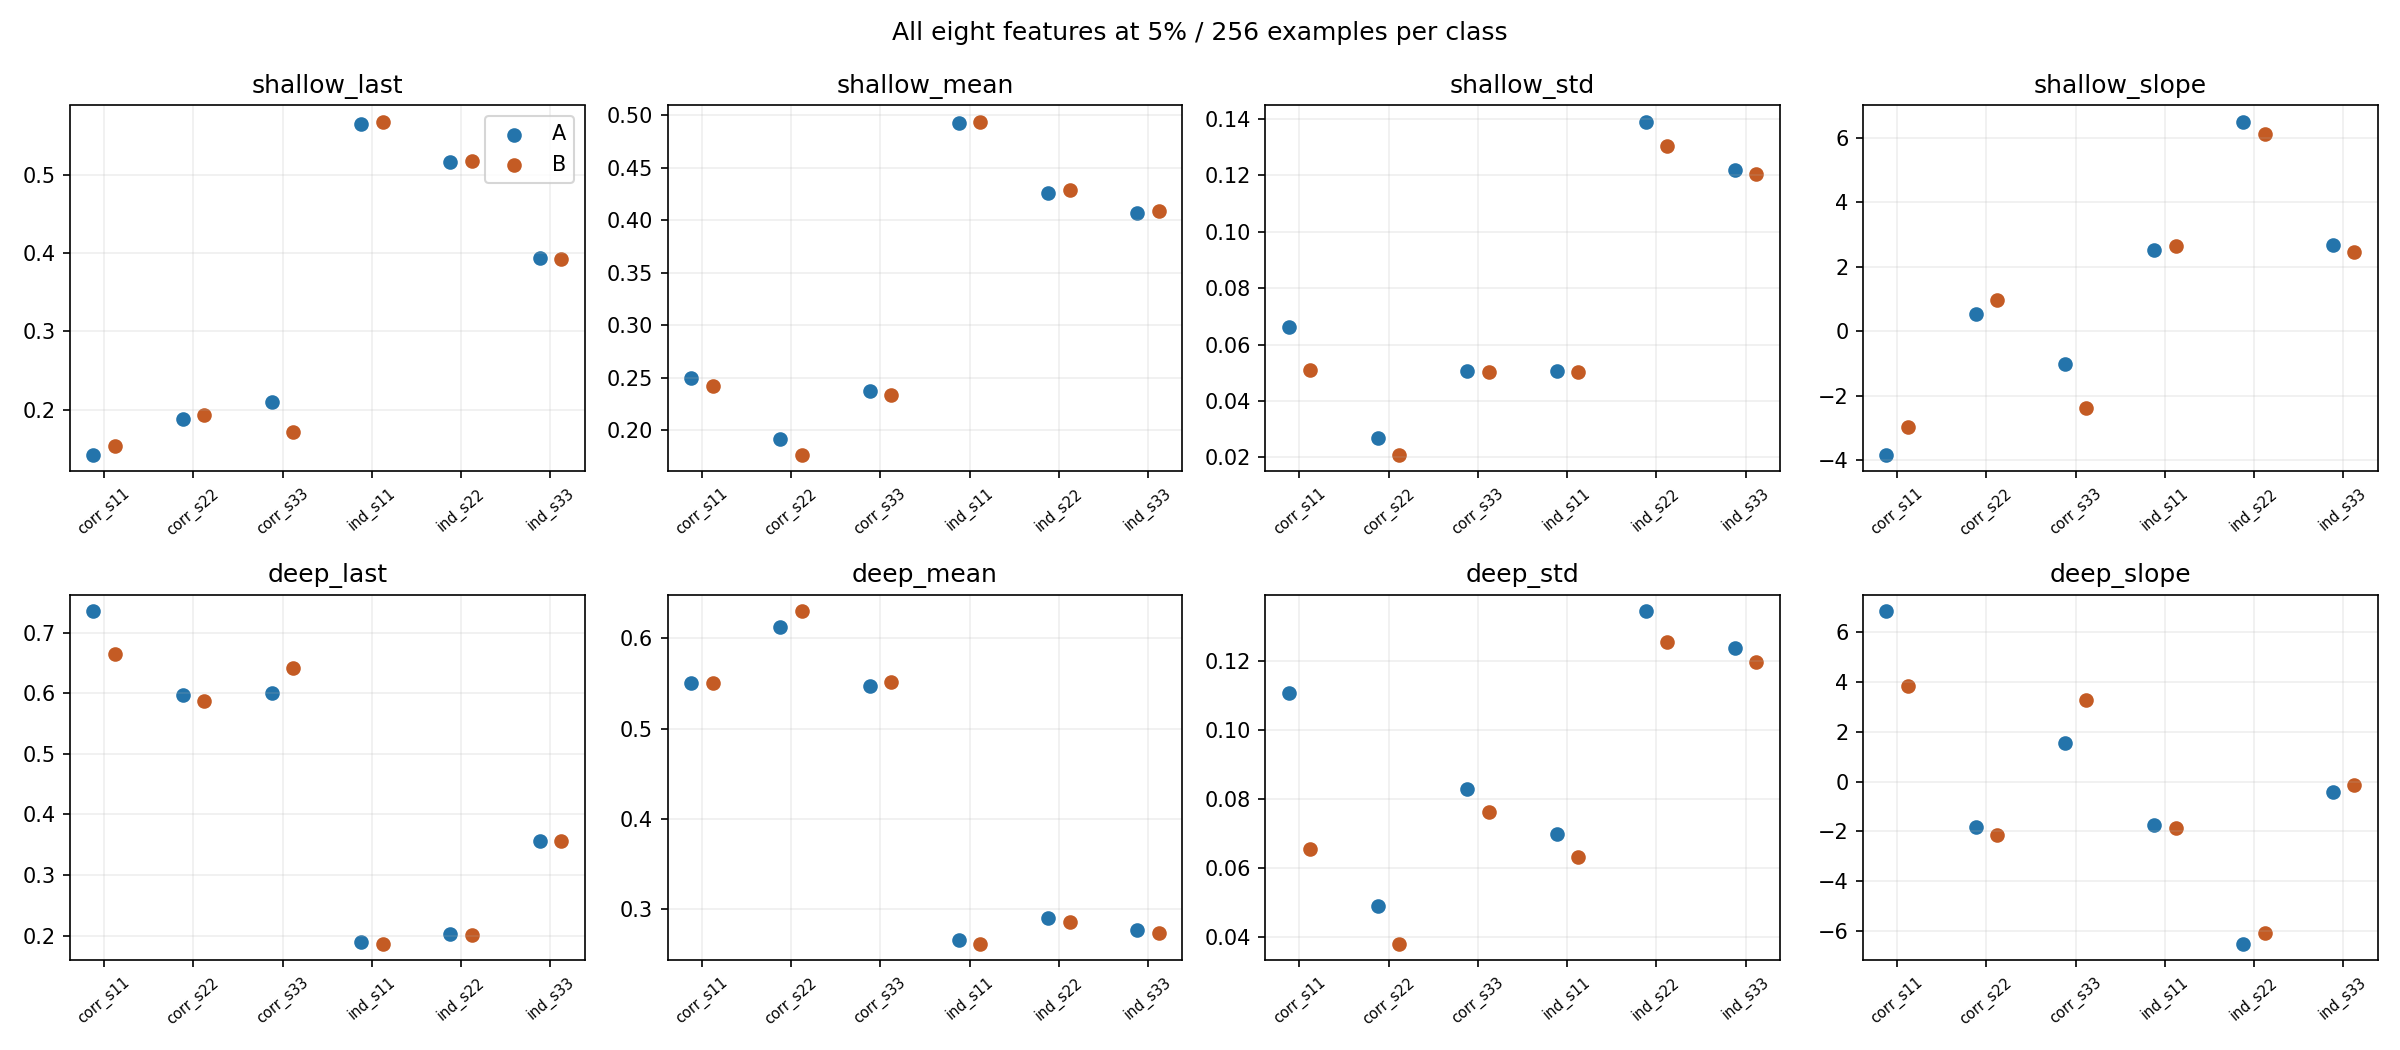 All eight features at 5% / 256 examples per class
shallow_last
0.5
0.4
0.3
0.2
A
B
corr_s11
corr_s22
corr_s33
ind_s11
ind_s22
ind_s33
shallow_mean
0.50
0.45
0.40
0.35
0.30
0.25
0.20
corr_s11
corr_s22
corr_s33
ind_s11
ind_s22
ind_s33
shallow_std
0.14
0.12
0.10
0.08
0.06
0.04
0.02
corr_s11
corr_s22
corr_s33
ind_s11
ind_s22
ind_s33
shallow_slope
6
4
2
0
−2
−4
corr_s11
corr_s22
corr_s33
ind_s11
ind_s22
ind_s33
deep_last
0.7
0.6
0.5
0.4
0.3
0.2
corr_s11
corr_s22
corr_s33
ind_s11
ind_s22
ind_s33
deep_mean
0.6
0.5
0.4
0.3
corr_s11
corr_s22
corr_s33
ind_s11
ind_s22
ind_s33
deep_std
0.12
0.10
0.08
0.06
0.04
corr_s11
corr_s22
corr_s33
ind_s11
ind_s22
ind_s33
deep_slope
6
4
2
0
−2
−4
−6
corr_s11
corr_s22
corr_s33
ind_s11
ind_s22
ind_s33